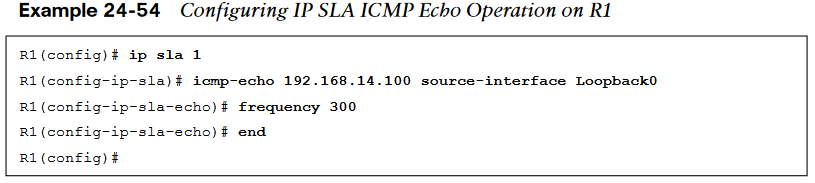 Example 24-54 Configuring IP SLA ICMP Echo Operation on R1
R1(config)# ip sla 1
R1(config-ip-sla)# icmp-echo 192.168.14.100 source-interface Loopback0
R1(config-ip-sla-echo)# frequency 300
R1(config-ip-sla-echo)# end
R1(config)#